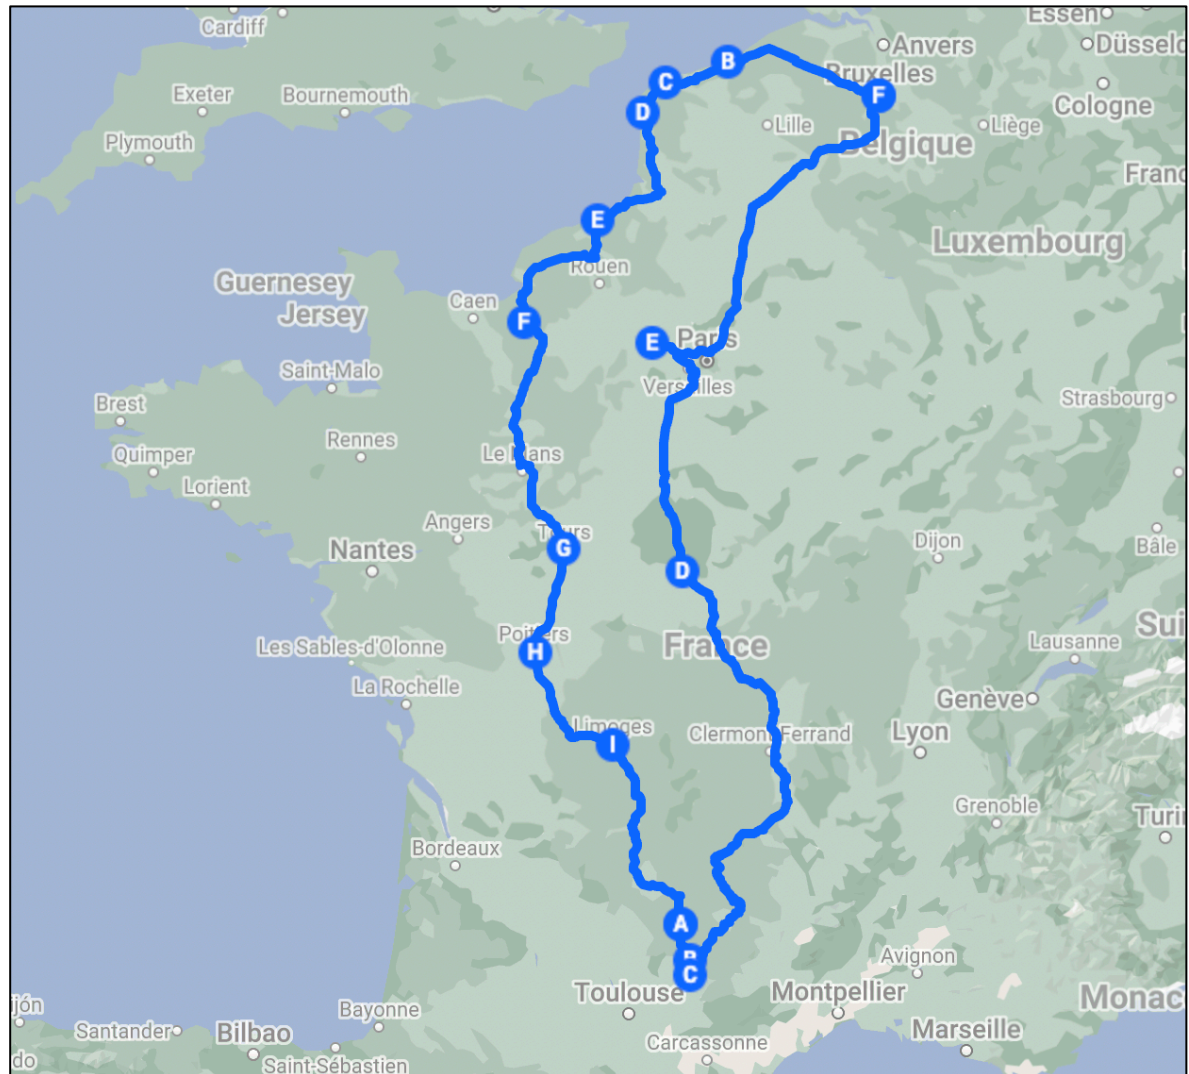 Cardiff
Essen
Anvers
Düsseld
B
Bruxelles
C
Exeter
Bournemouth
F
Cologne
D
Lille
Liège
Plymouth
Belgique
Franc
E
Luxembourg
Rouen
Guernesey
Jersey
Caen
F
E
Paris
Versailles
Saint-Malo
Brest
Strasbourg
Rennes
Quimper
Le Mans
Lorient
Angers
Tours
Nantes
G
Dijon
Bâle
D
Poitiers
France
Sui
Les Sables-d'Olonne
H
Lausanne
La Rochelle
Genève
Limoges
I
Clermont-Ferrand
Lyon
Grenoble
Turin
Bordeaux
A
B
Avignon
C
Toulouse
Montpellier
Monac
ijón
Bayonne
Santander
Bilbao
Marseille
Carcassonne
do
Saint-Sébastien